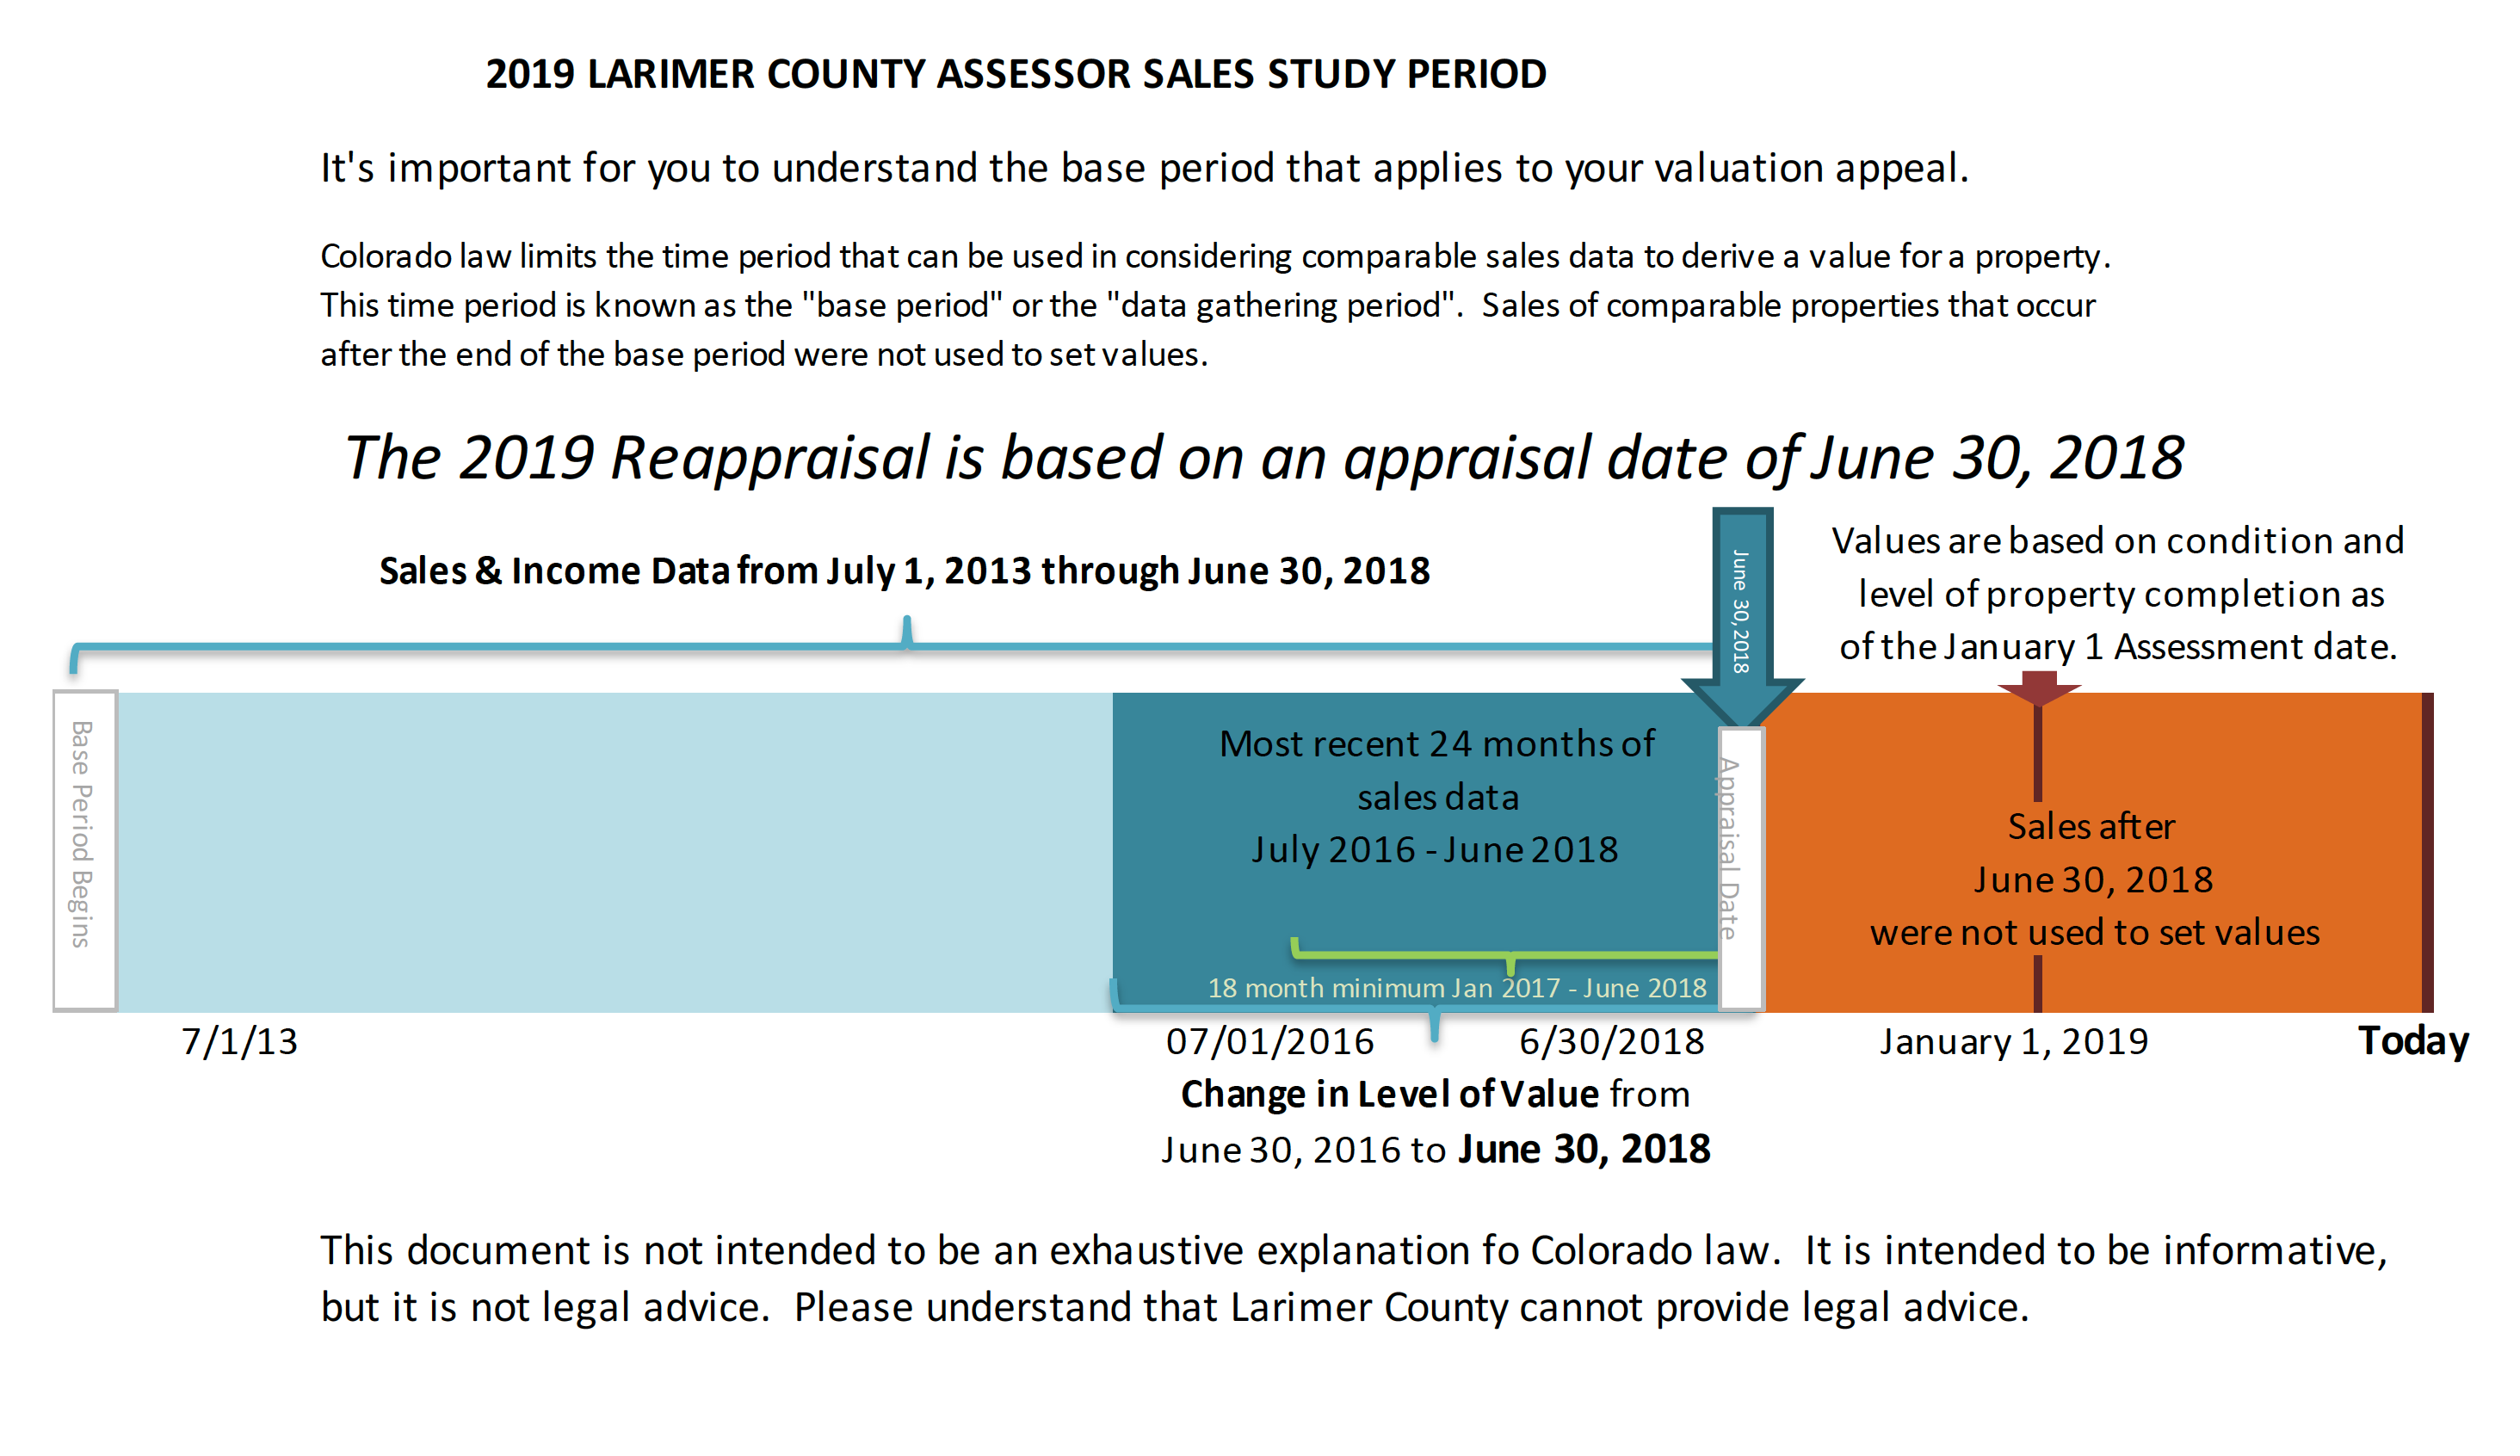 2019 LARIMER COUNTY ASSESSOR SALES STUDY PERIOD
It's important for you to understand the base period that applies to your valuation appeal.
Colorado law limits the time period that can be used in considering comparable sales data to derive a value for a property.
This time period is known as the "base period" or the "data gathering period".  Sales of comparable properties that occur
after the end of the base period were not used to set values.
The 2019 Reappraisal is based on an appraisal date of June 30, 2018
Sales & Income Data from July 1, 2013 through June 30, 2018
June 30, 2018
Values are based on condition and
level of property completion as
of the January 1 Assessment date.
Base Period Begins
Most recent 24 months of
sales data
July 2016 - June 2018
18 month minimum Jan 2017 - June 2018
Appraisal Date
Sales after
June 30, 2018
were not used to set values
7/1/13
07/01/2016
6/30/2018
January 1, 2019
Today
Change in Level of Value from
June 30, 2016 to June 30, 2018
This document is not intended to be an exhaustive explanation fo Colorado law.  It is intended to be informative,
but it is not legal advice.  Please understand that Larimer County cannot provide legal advice.